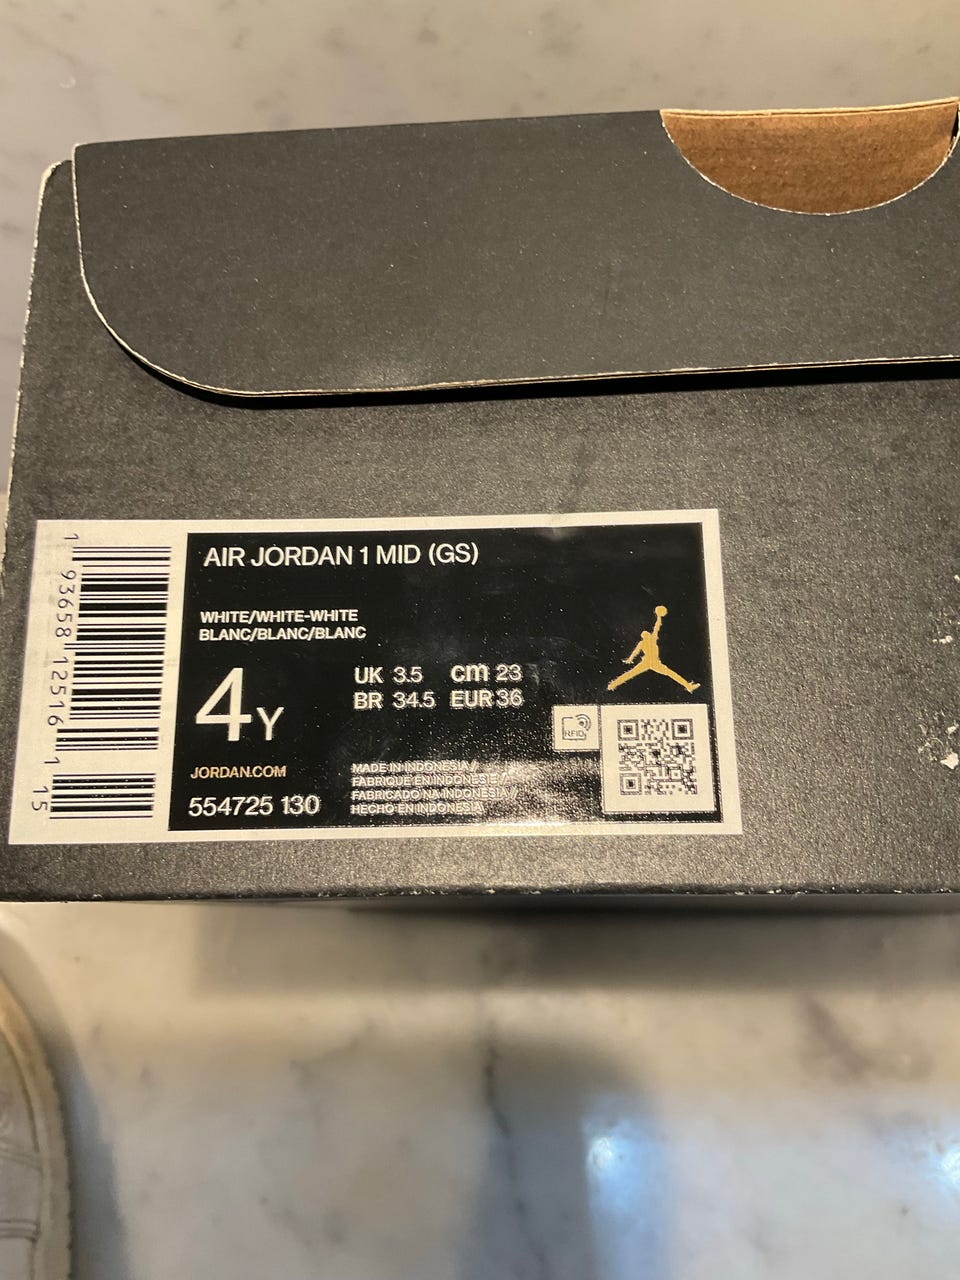 AIR JORDAN 1 MID (GS)
WHITE/WHITE-WHITE
BLANC/BLANC/BLANC
4Y
UK 3.5 cm 23
BR 34.5 EUR 36
RFID
JORDAN.COM
554725 130
MADE IN INDONESIA /
FABRIQUE EN INDONESIE /
FABRICADO NA INDONESIA /
HECHO EN INDONESIA
1 93658 12516 1
15